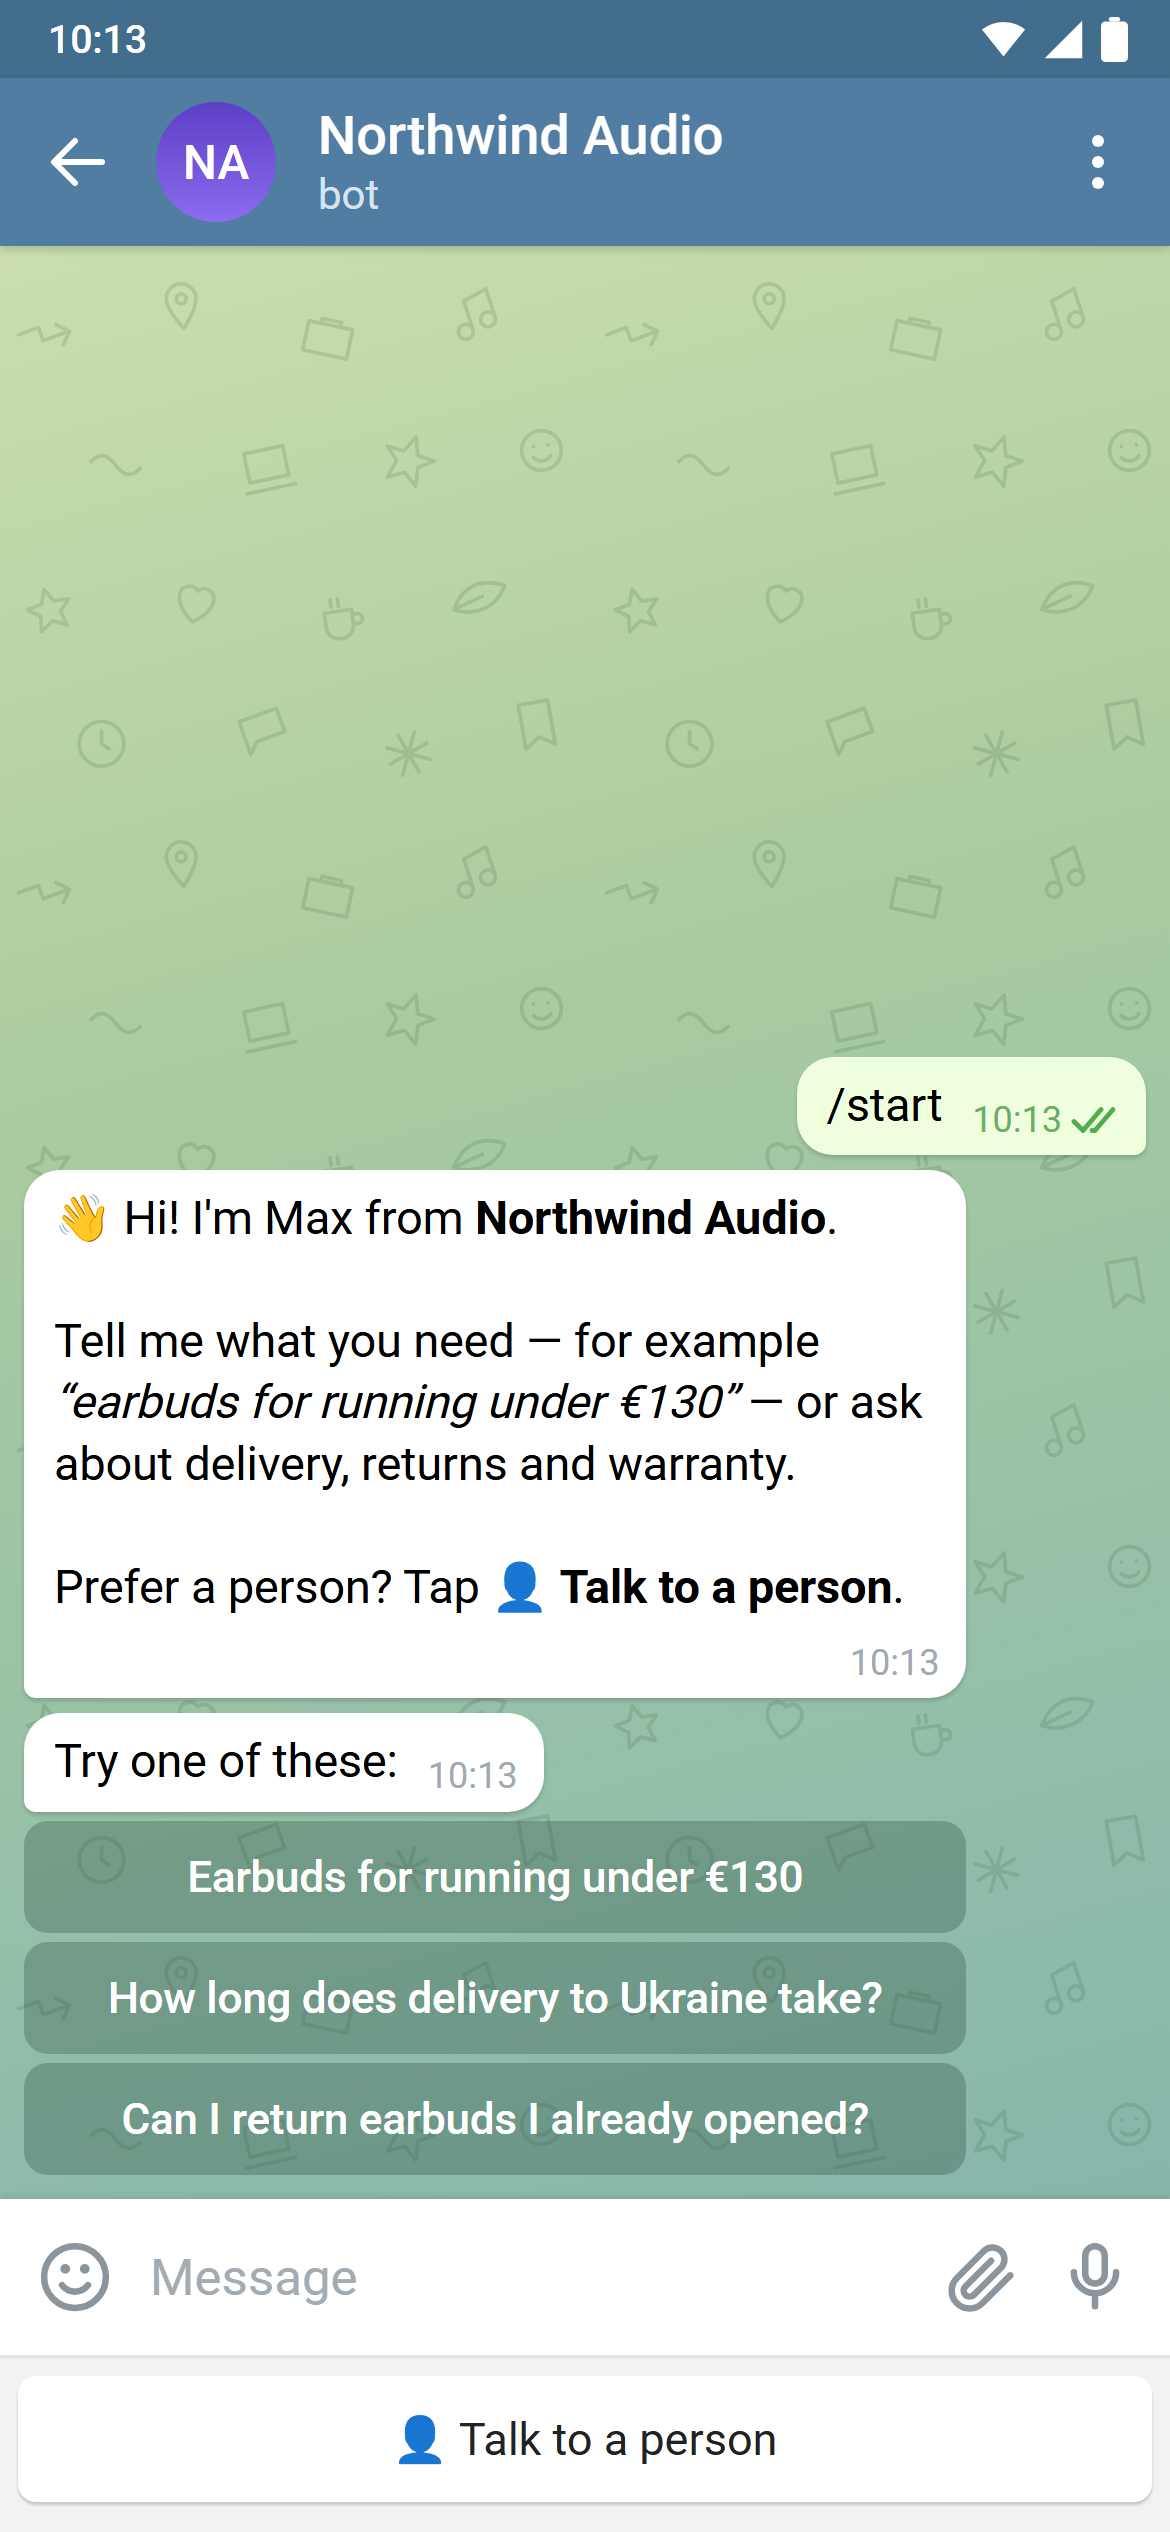 10:13
NA
Northwind Audio
bot
/start 10:13
👋 Hi! I'm Max from Northwind Audio.
Tell me what you need — for example
“earbuds for running under €130” — or ask
about delivery, returns and warranty.
Prefer a person? Tap 👤 Talk to a person.
10:13
Try one of these: 10:13
Earbuds for running under €130
How long does delivery to Ukraine take?
Can I return earbuds I already opened?
Message
👤 Talk to a person